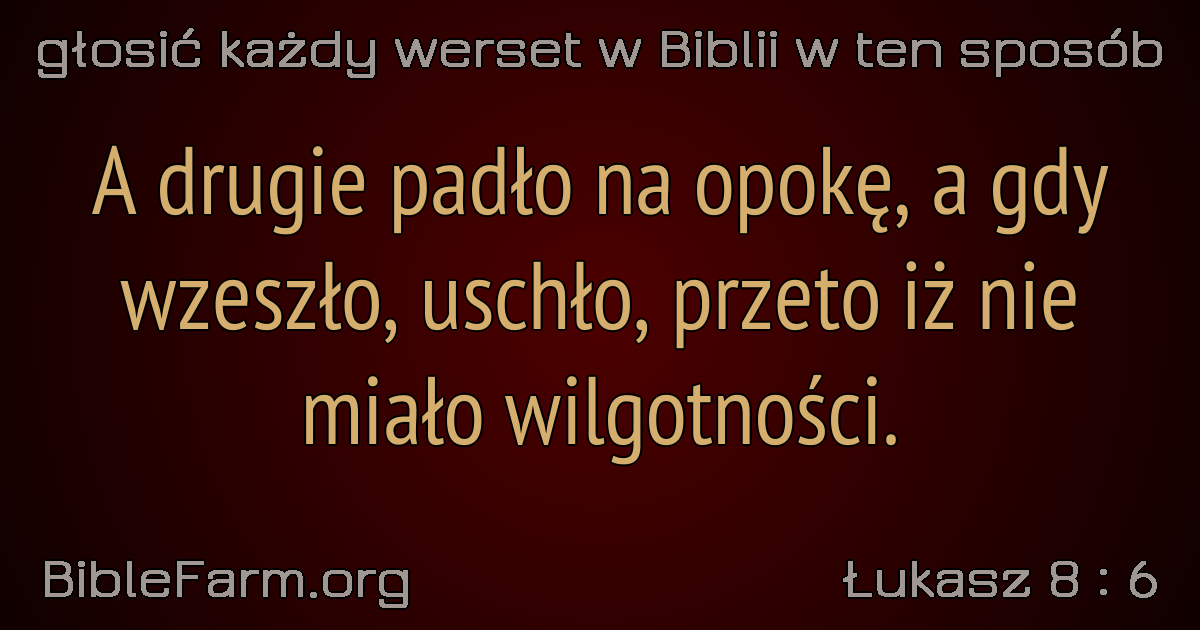 głosić każdy werset w Biblii w ten sposób
A drugie padło na opokę, a gdy
wzeszło, uschło, przeto iż nie
miało wilgotności.
BibleFarm.org
Łukasz 8 : 6